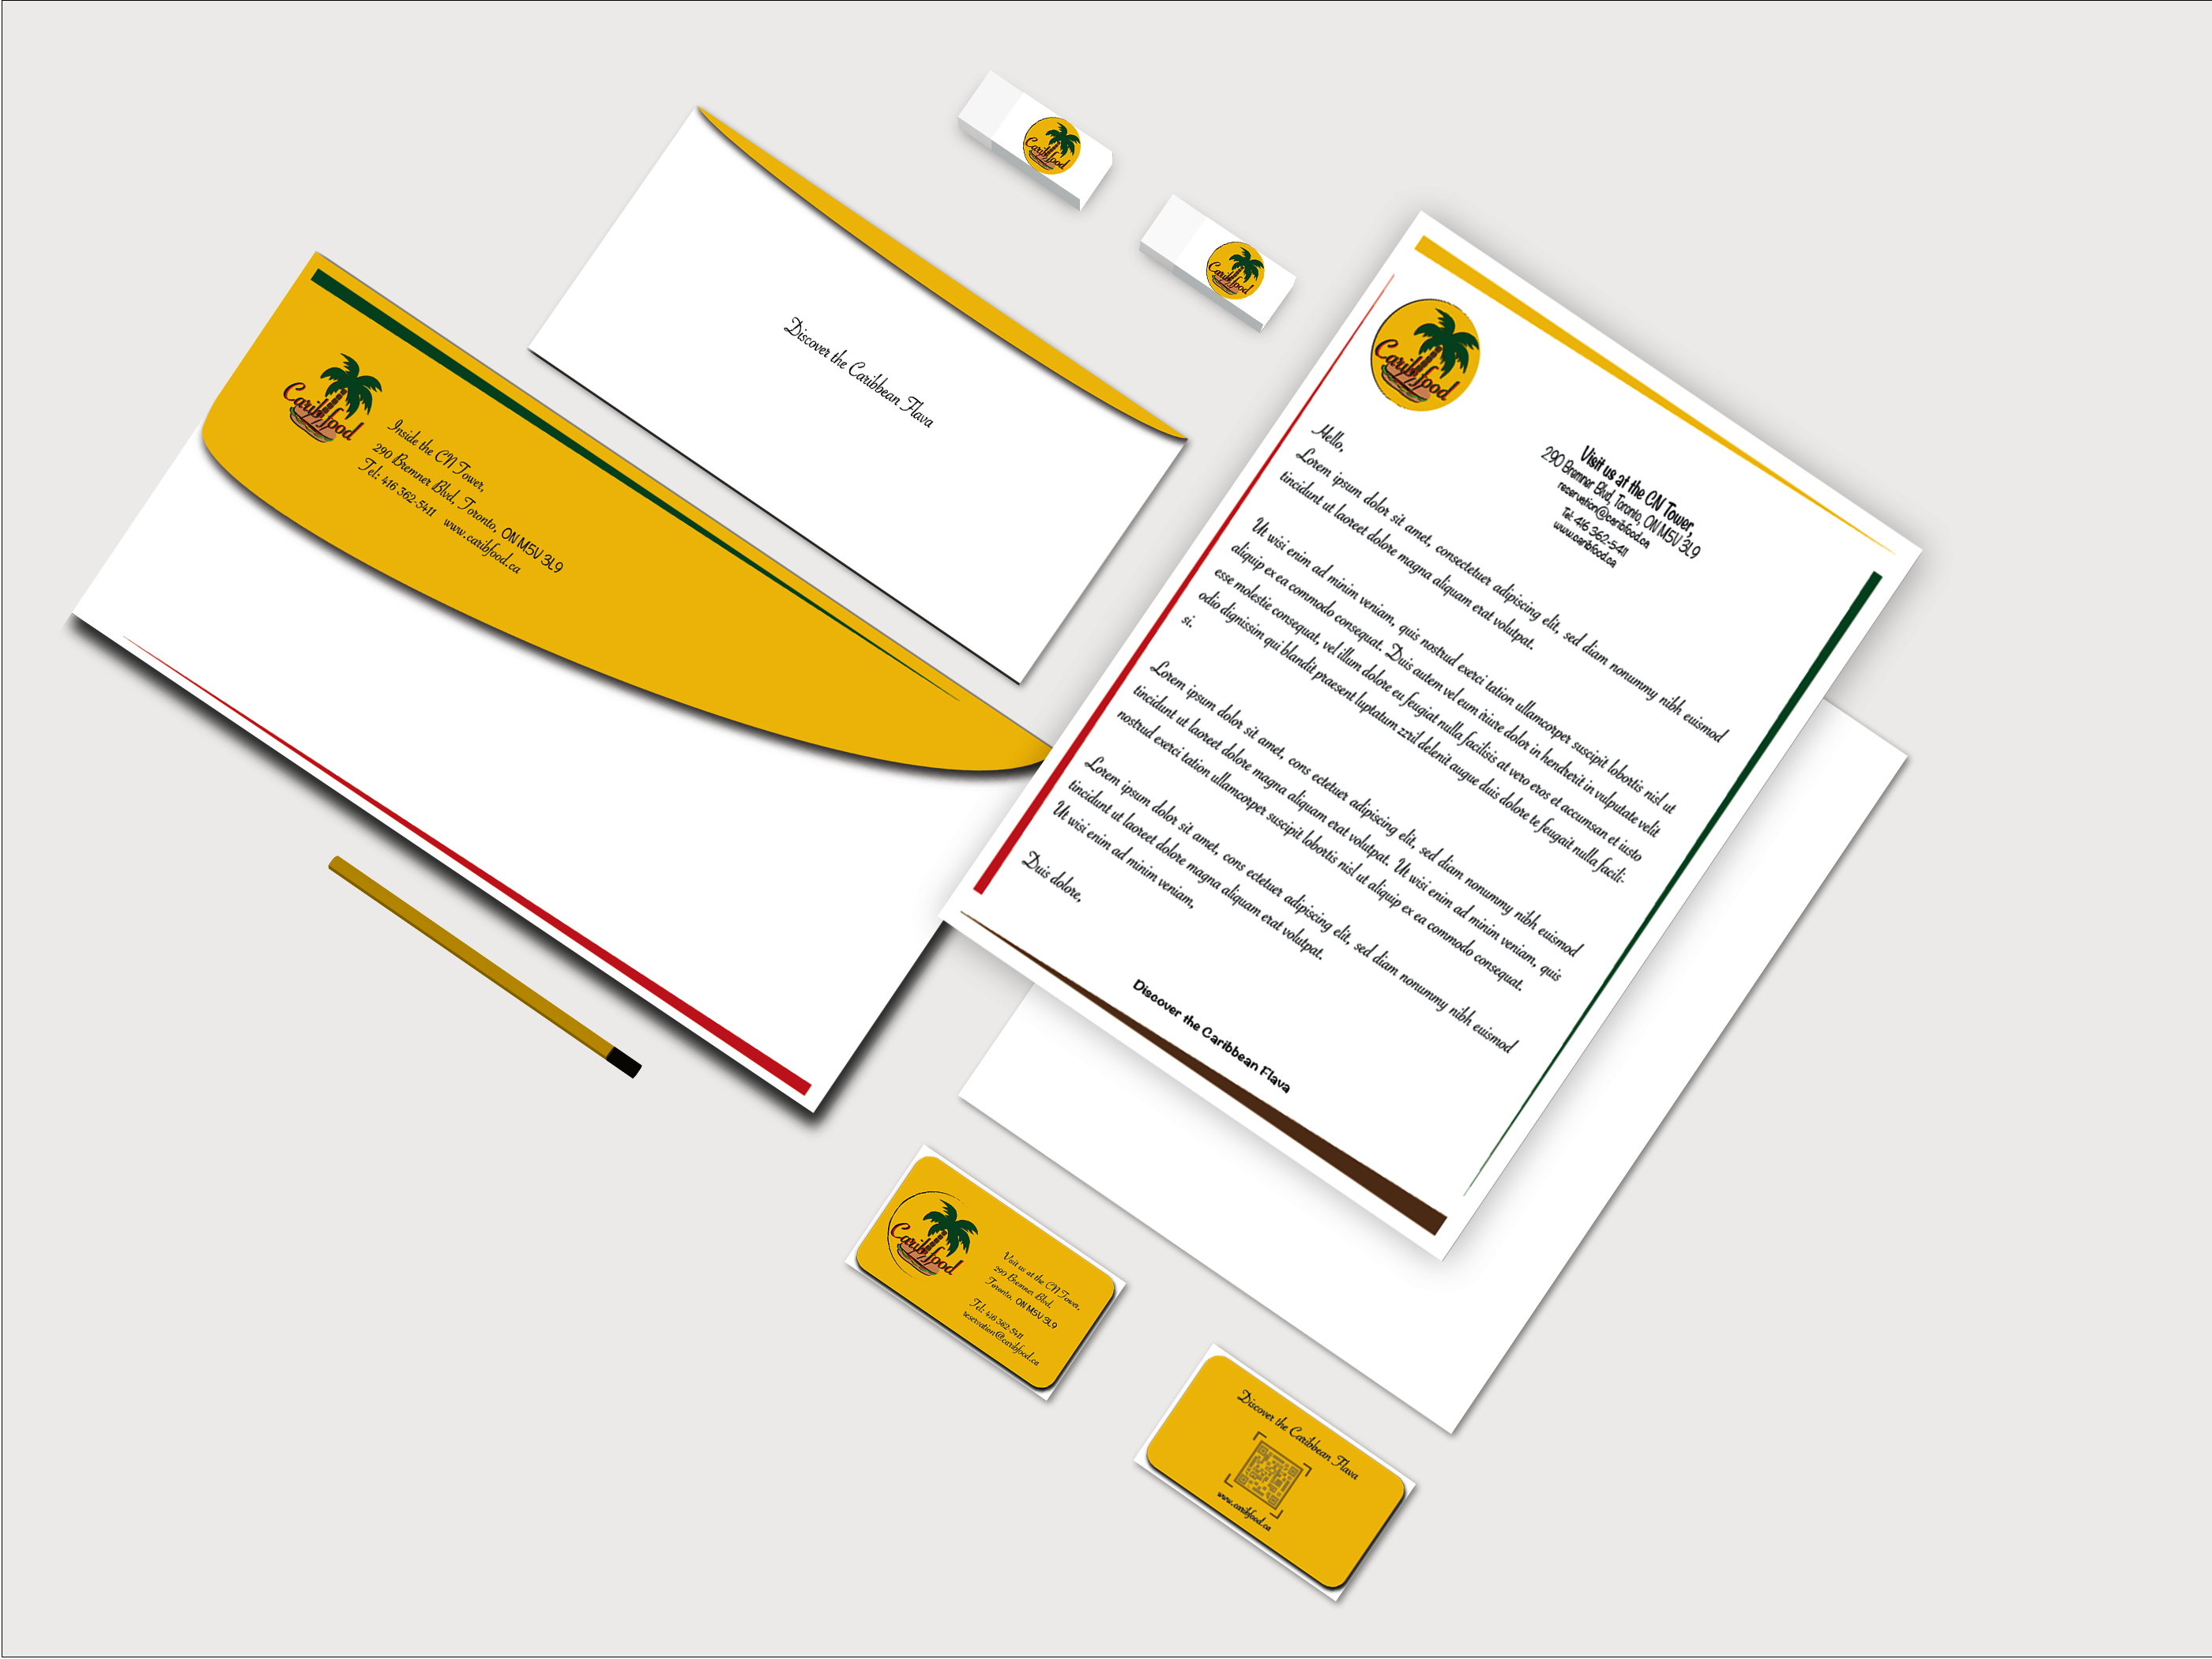 Caribfood
Inside the CN Tower,
290 Bremner Blvd, Toronto, ON M5V 3L9
Tel: 416 362-5411 www.caribfood.ca
Discover the Caribbean Flava
Caribfood
Caribfood
Caribfood
Visit us at the CN Tower,
290 Bremner Blvd, Toronto, ON M5V 3L9
reservation@caribfood.ca
Tel: 416 362-5411
www.caribfood.ca
Hello,
Lorem ipsum dolor sit amet, consectetuer adipiscing elit, sed diam nonummy nibh euismod
tincidunt ut laoreet dolore magna aliquam erat volutpat.
Ut wisi enim ad minim veniam, quis nostrud exerci tation ullamcorper suscipit lobortis nisl ut
aliquip ex ea commodo consequat. Duis autem vel eum iriure dolor in hendrerit in vulputate velit
esse molestie consequat, vel illum dolore eu feugiat nulla facilisis at vero eros et accumsan et iusto
odio dignissim qui blandit praesent luptatum zzril delenit augue duis dolore te feugait nulla facili-
si.
Lorem ipsum dolor sit amet, cons ectetuer adipiscing elit, sed diam nonummy nibh euismod
tincidunt ut laoreet dolore magna aliquam erat volutpat. Ut wisi enim ad minim veniam, quis
nostrud exerci tation ullamcorper suscipit lobortis nisl ut aliquip ex ea commodo consequat.
Lorem ipsum dolor sit amet, cons ectetuer adipiscing elit, sed diam nonummy nibh euismod
tincidunt ut laoreet dolore magna aliquam erat volutpat.
Ut wisi enim ad minim veniam,
Duis dolore,
Discover the Caribbean Flava
Caribfood
Visit us at the CN Tower,
290 Bremner Blvd,
Toronto, ON M5V 3L9
Tel: 416 362-5411
reservation@caribfood.ca
Discover the Caribbean Flava
www.caribfood.ca